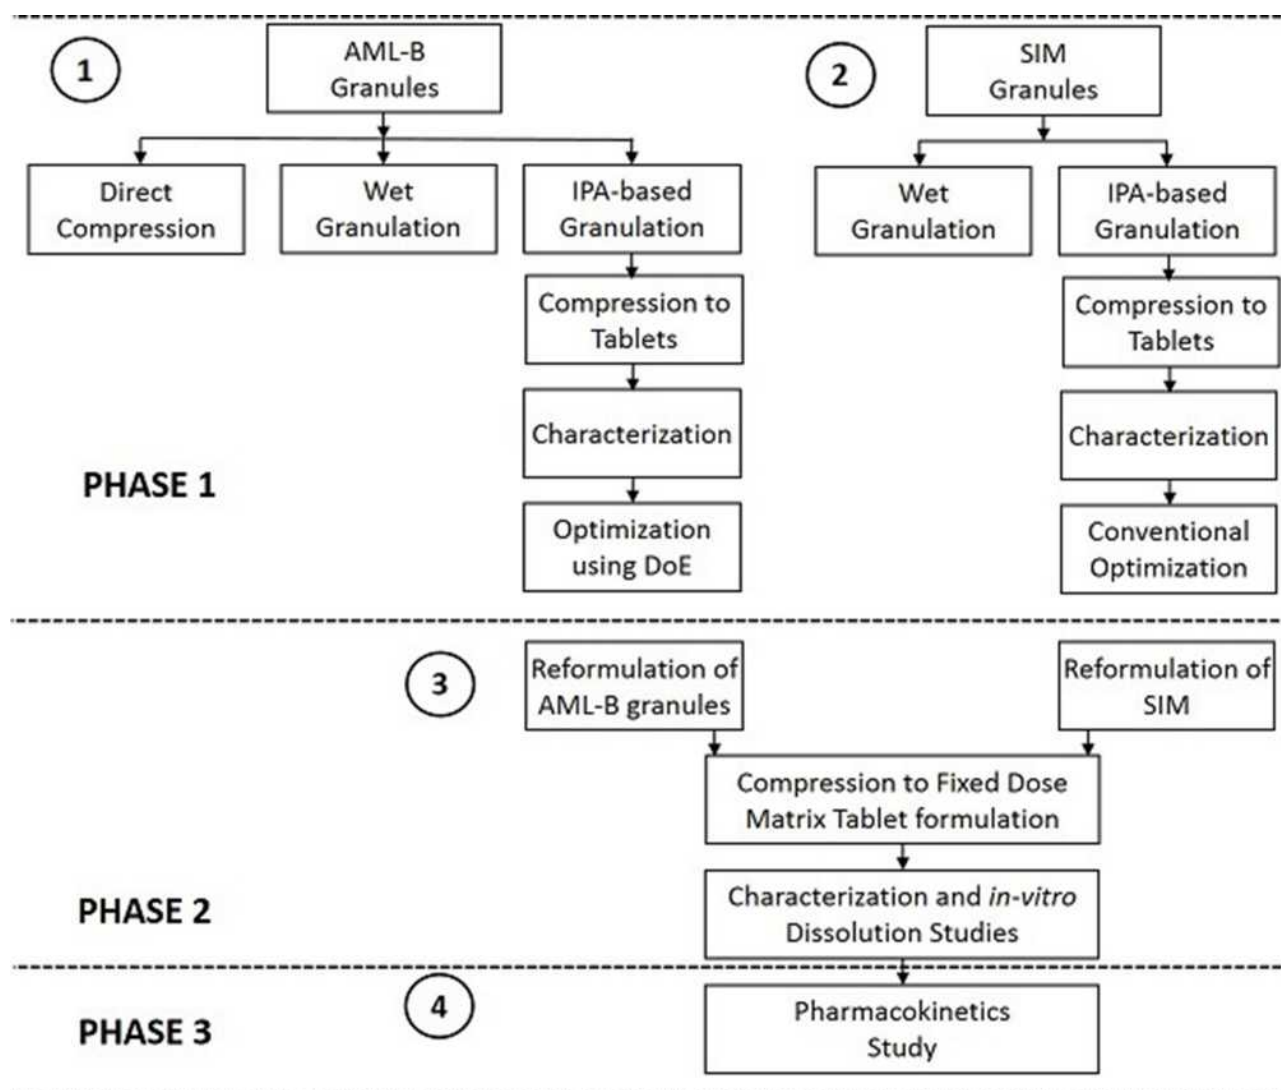 1
AML-B
Granules
2
SIM
Granules
Direct
Compression
Wet
Granulation
IPA-based
Granulation
Wet
Granulation
IPA-based
Granulation
Compression to
Tablets
Compression to
Tablets
Characterization
Characterization
PHASE 1
Optimization
using DoE
Conventional
Optimization
3
Reformulation of
AML-B granules
Reformulation of
SIM
Compression to Fixed Dose
Matrix Tablet formulation
PHASE 2
Characterization and in-vitro
Dissolution Studies
4
PHASE 3
Pharmacokinetics
Study